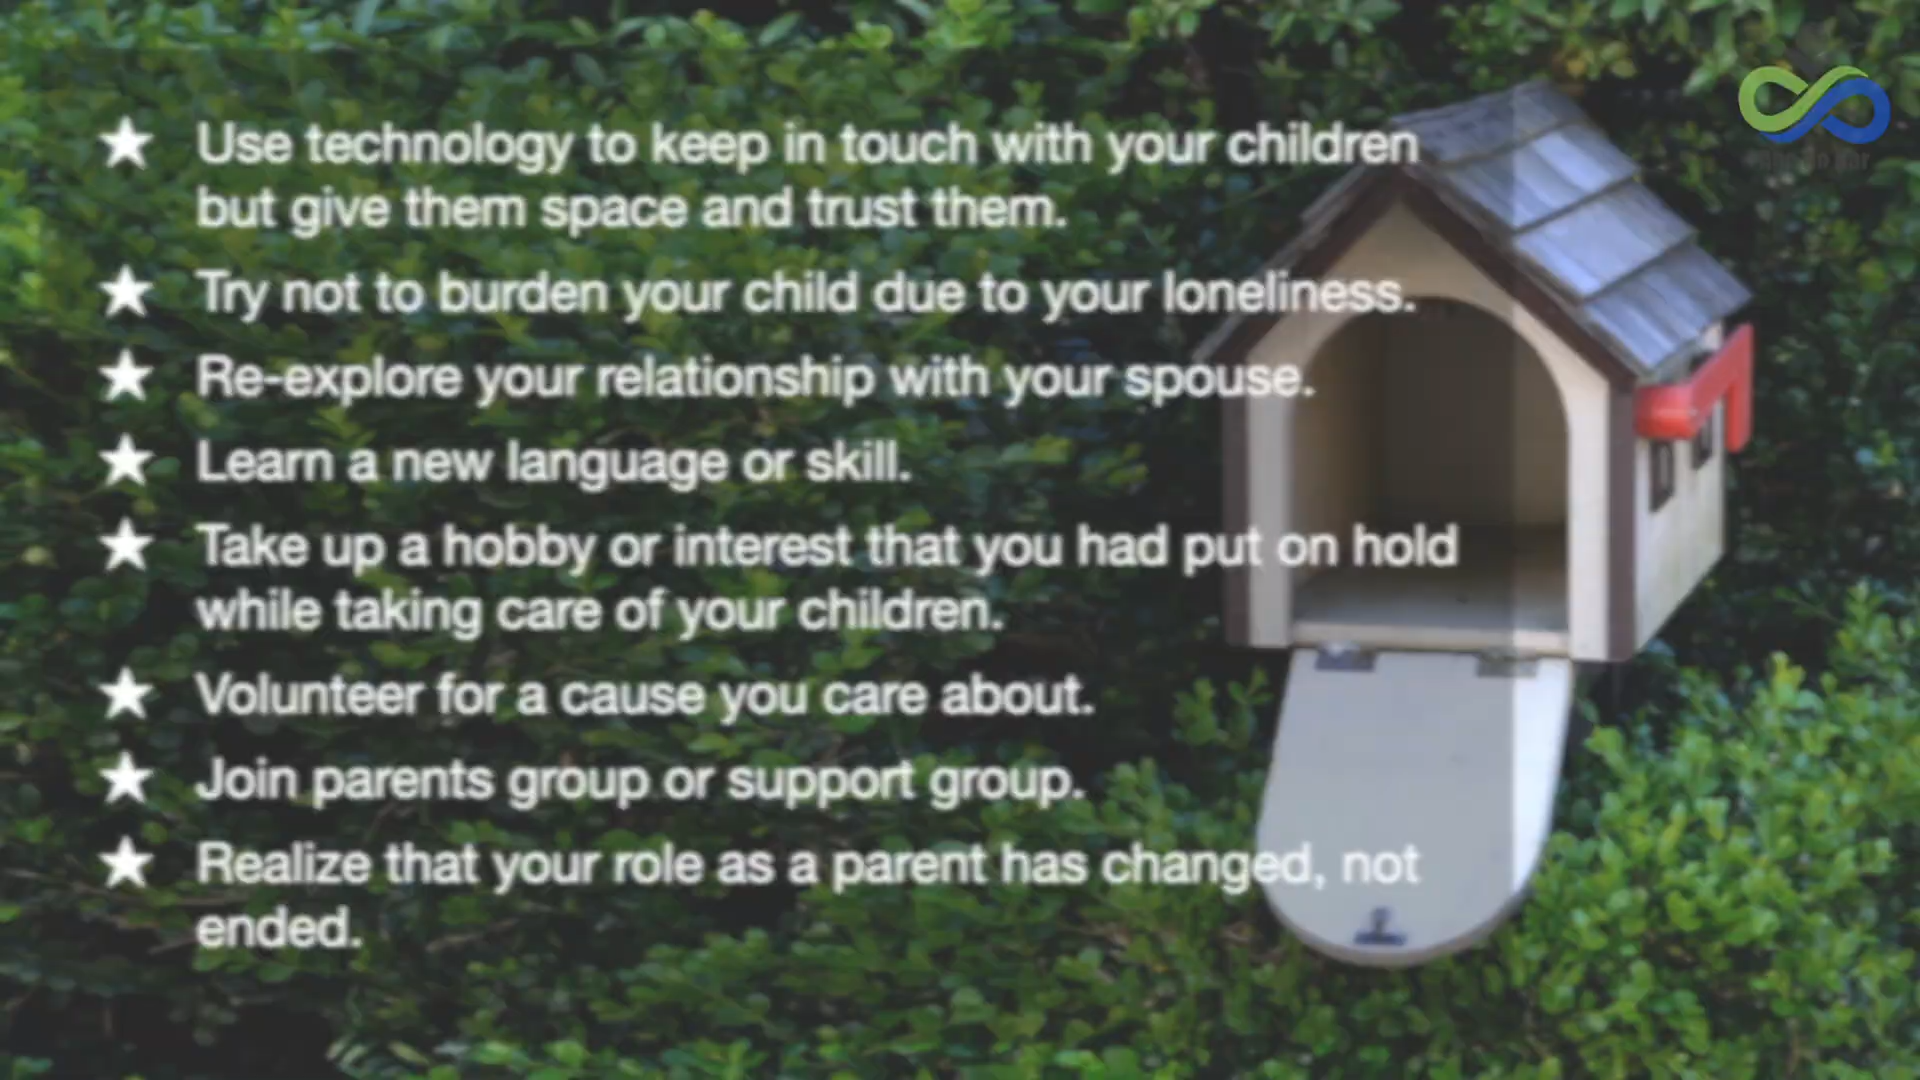 ★ Use technology to keep in touch with your children
but give them space and trust them.
★ Try not to burden your child due to your loneliness.
★ Re-explore your relationship with your spouse.
★ Learn a new language or skill.
★ Take up a hobby or interest that you had put on hold
while taking care of your children.
★ Volunteer for a cause you care about.
★ Join parents group or support group.
★ Realize that your role as a parent has changed, not
ended.